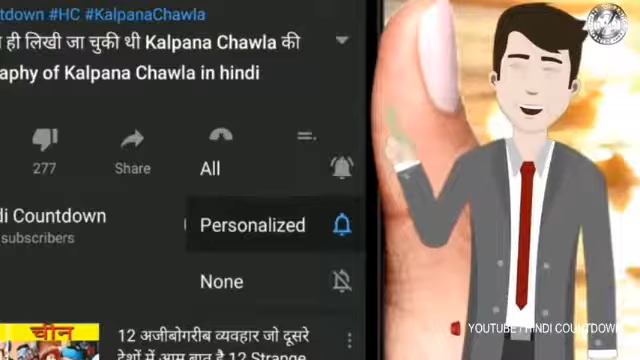 tdown #HC #KalpanaChawla
ही लिखी जा चुकी थी Kalpana Chawla की
aphy of Kalpana Chawla in hindi
277
Share
All
di Countdown
subscribers
Personalized
None
चीन
12 अजीबोगरीब व्यवहार जो दूसरे
देशों में आम बात है 12 Strange
YOUTUBE : HINDI COUNTDOWN